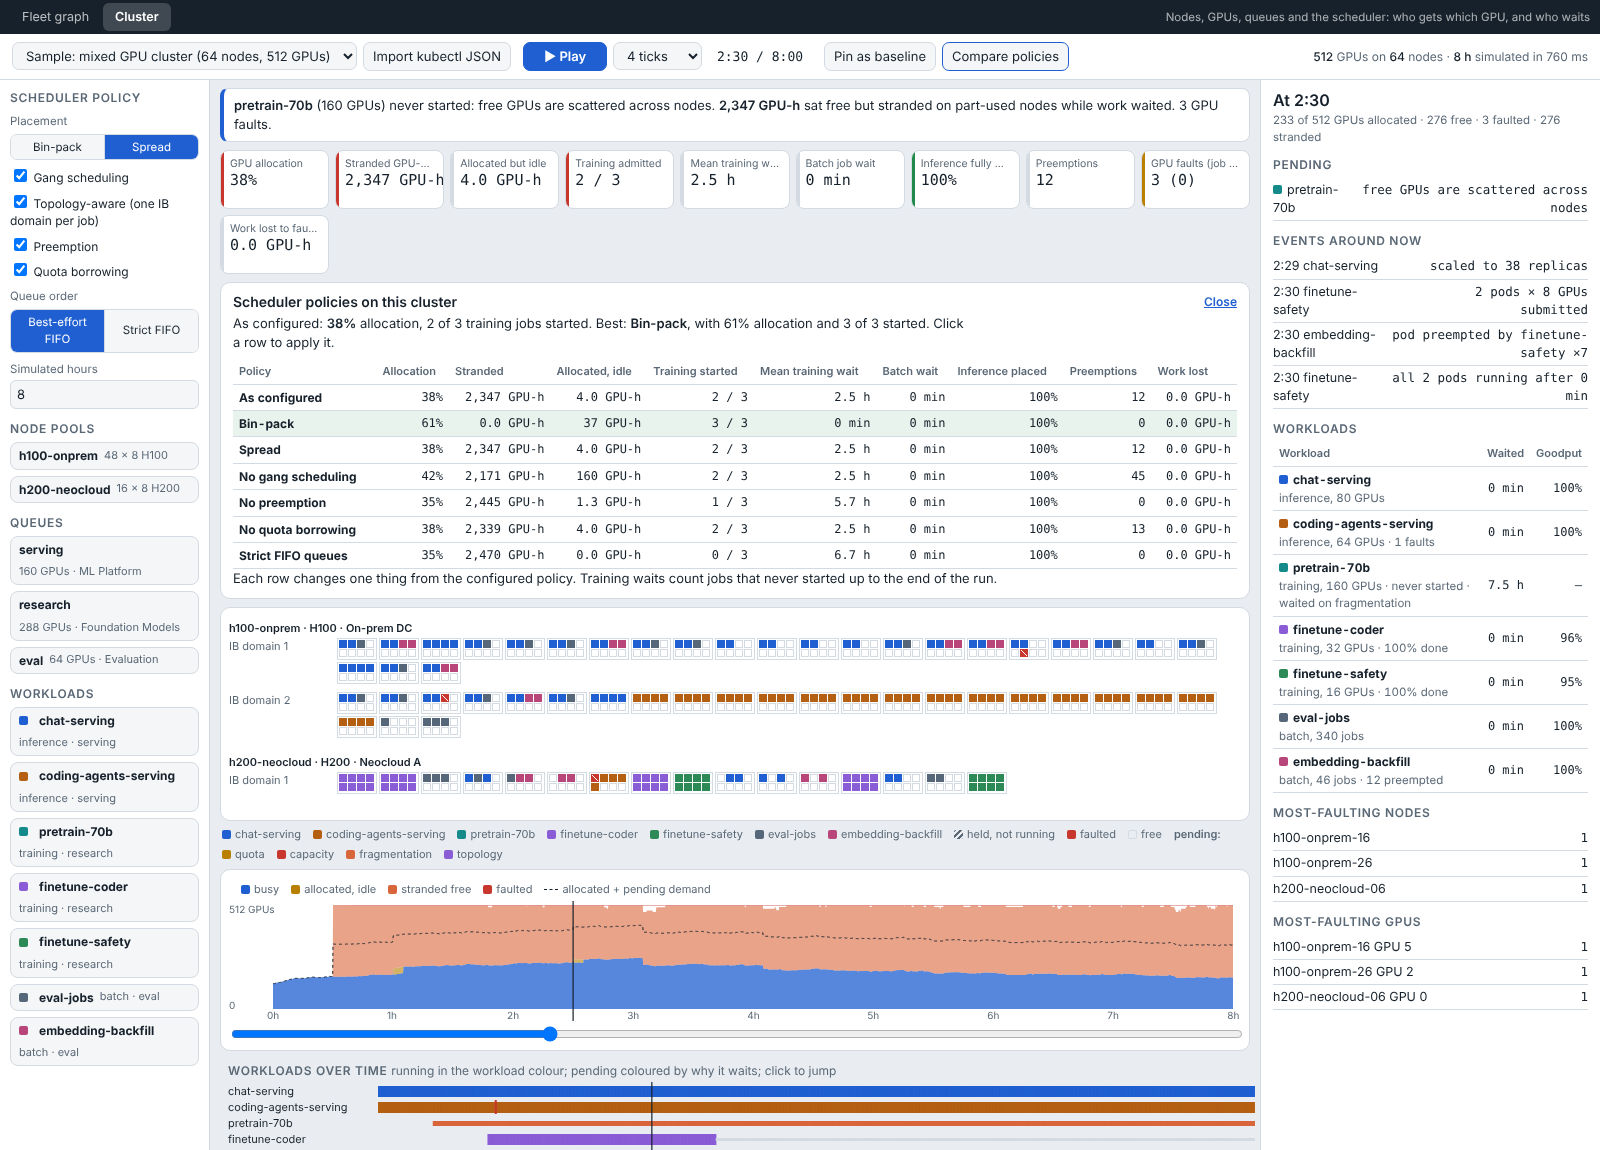 Fleet graph
Cluster
Nodes, GPUs, queues and the scheduler: who gets which GPU, and who waits
Sample: mixed GPU cluster (64 nodes, 512 GPUs)
Import kubectl JSON
▶ Play
4 ticks
2:30 / 8:00
Pin as baseline
Compare policies
512 GPUs on 64 nodes · 8 h simulated in 760 ms
SCHEDULER POLICY
Placement
Bin-pack
Spread
Gang scheduling
Topology-aware (one IB
domain per job)
Preemption
Quota borrowing
Queue order
Best-effort
FIFO
Strict FIFO
Simulated hours
8
NODE POOLS
h100-onprem 48 × 8 H100
h200-neocloud 16 × 8 H200
QUEUES
serving
160 GPUs · ML Platform
research
288 GPUs · Foundation Models
eval 64 GPUs · Evaluation
WORKLOADS
chat-serving
inference · serving
coding-agents-serving
inference · serving
pretrain-70b
training · research
finetune-coder
training · research
finetune-safety
training · research
eval-jobs batch · eval
embedding-backfill
batch · eval
pretrain-70b (160 GPUs) never started: free GPUs are scattered across nodes. 2,347 GPU-h sat free but stranded on part-used nodes while work waited. 3 GPU
faults.
GPU allocation
38%
Stranded GPU-...
2,347 GPU-h
Allocated but idle
4.0 GPU-h
Training admitted
2 / 3
Mean training w...
2.5 h
Batch job wait
0 min
Inference fully ...
100%
Preemptions
12
GPU faults (job ...
3 (0)
Work lost to fau...
0.0 GPU-h
Scheduler policies on this cluster
Close
As configured: 38% allocation, 2 of 3 training jobs started. Best: Bin-pack, with 61% allocation and 3 of 3 started. Click
a row to apply it.
Policy Allocation Stranded Allocated, idle Training started Mean training wait Batch wait Inference placed Preemptions Work lost
As configured 38% 2,347 GPU-h 4.0 GPU-h 2 / 3 2.5 h 0 min 100% 12 0.0 GPU-h
Bin-pack 61% 0.0 GPU-h 37 GPU-h 3 / 3 0 min 0 min 100% 0 0.0 GPU-h
Spread 38% 2,347 GPU-h 4.0 GPU-h 2 / 3 2.5 h 0 min 100% 12 0.0 GPU-h
No gang scheduling 42% 2,171 GPU-h 160 GPU-h 2 / 3 2.5 h 0 min 100% 45 0.0 GPU-h
No preemption 35% 2,445 GPU-h 1.3 GPU-h 1 / 3 5.7 h 0 min 100% 0 0.0 GPU-h
No quota borrowing 38% 2,339 GPU-h 4.0 GPU-h 2 / 3 2.5 h 0 min 100% 13 0.0 GPU-h
Strict FIFO queues 35% 2,470 GPU-h 0.0 GPU-h 0 / 3 6.7 h 0 min 100% 0 0.0 GPU-h
Each row changes one thing from the configured policy. Training waits count jobs that never started up to the end of the run.
h100-onprem · H100 · On-prem DC
IB domain 1
IB domain 2
h200-neocloud · H200 · Neocloud A
IB domain 1
chat-serving coding-agents-serving pretrain-70b finetune-coder finetune-safety eval-jobs embedding-backfill held, not running faulted free pending:
quota capacity fragmentation topology
busy allocated, idle stranded free faulted allocated + pending demand
512 GPUs
0
0h 1h 2h 3h 4h 5h 6h 7h 8h
WORKLOADS OVER TIME running in the workload colour; pending coloured by why it waits; click to jump
chat-serving
coding-agents-serving
pretrain-70b
finetune-coder
At 2:30
233 of 512 GPUs allocated · 276 free · 3 faulted · 276
stranded
PENDING
pretrain-70b free GPUs are scattered across nodes
EVENTS AROUND NOW
2:29 chat-serving scaled to 38 replicas
2:30 finetune-safety 2 pods × 8 GPUs submitted
2:30 embedding-backfill pod preempted by finetune-safety ×7
2:30 finetune-safety all 2 pods running after 0 min
WORKLOADS
Workload Waited Goodput
chat-serving
inference, 80 GPUs 0 min 100%
coding-agents-serving
inference, 64 GPUs · 1 faults 0 min 100%
pretrain-70b
training, 160 GPUs · never started · waited on fragmentation 7.5 h –
finetune-coder
training, 32 GPUs · 100% done 0 min 96%
finetune-safety
training, 16 GPUs · 100% done 0 min 95%
eval-jobs
batch, 340 jobs 0 min 100%
embedding-backfill
batch, 46 jobs · 12 preempted 0 min 100%
MOST-FAULTING NODES
h100-onprem-16 1
h100-onprem-26 1
h200-neocloud-06 1
MOST-FAULTING GPUS
h100-onprem-16 GPU 5 1
h100-onprem-26 GPU 2 1
h200-neocloud-06 GPU 0 1